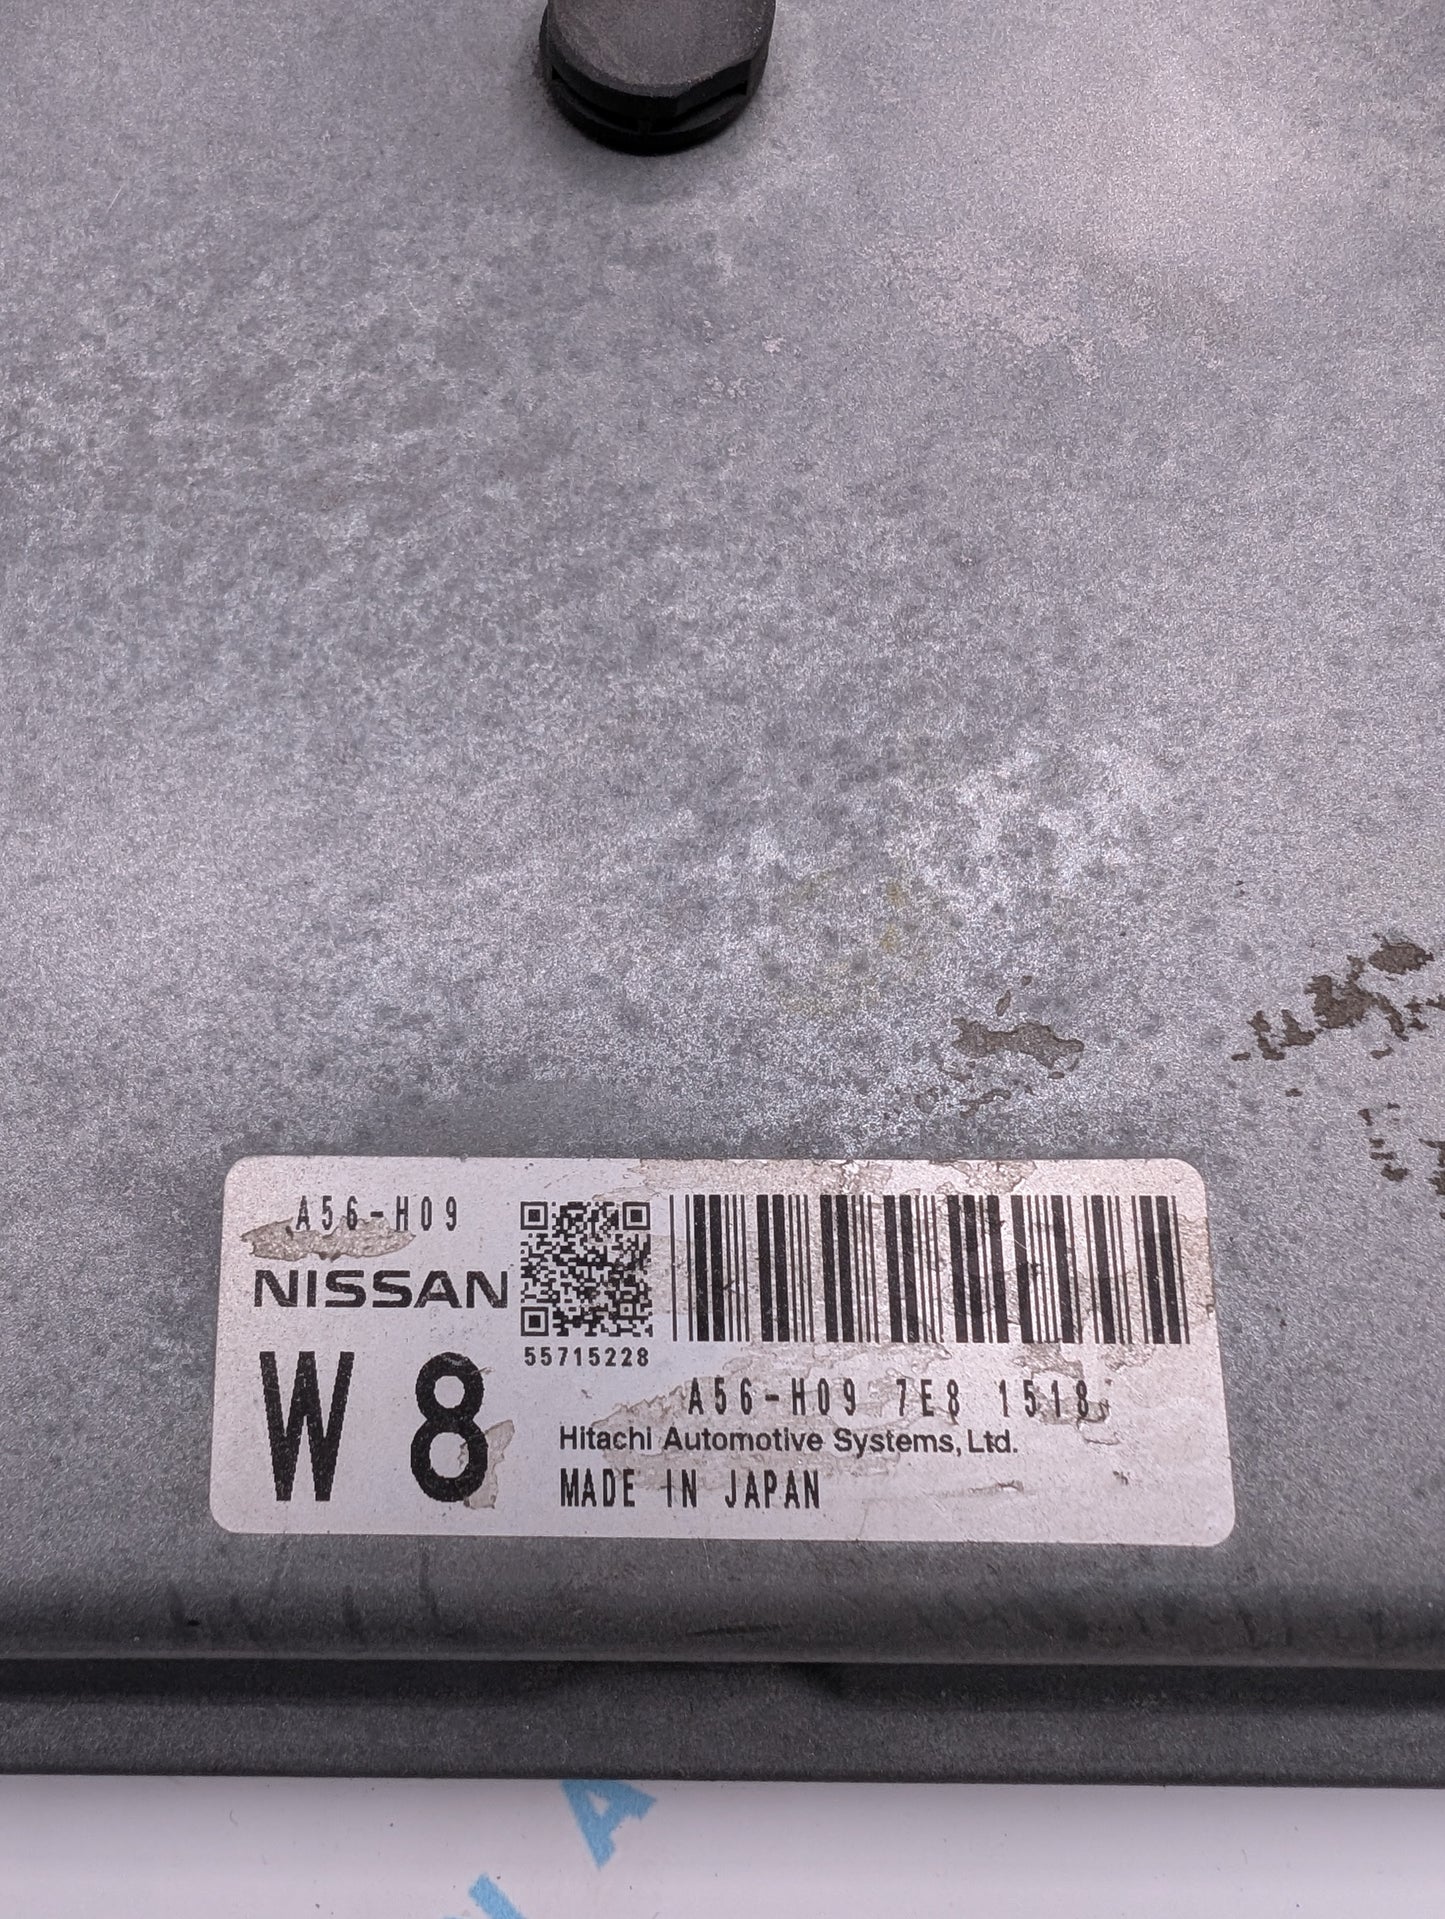 A56-H09
NISSAN
W 8
55715228
A56-H09 7E8 1518
Hitachi Automotive Systems, Ltd.
MADE IN JAPAN
A